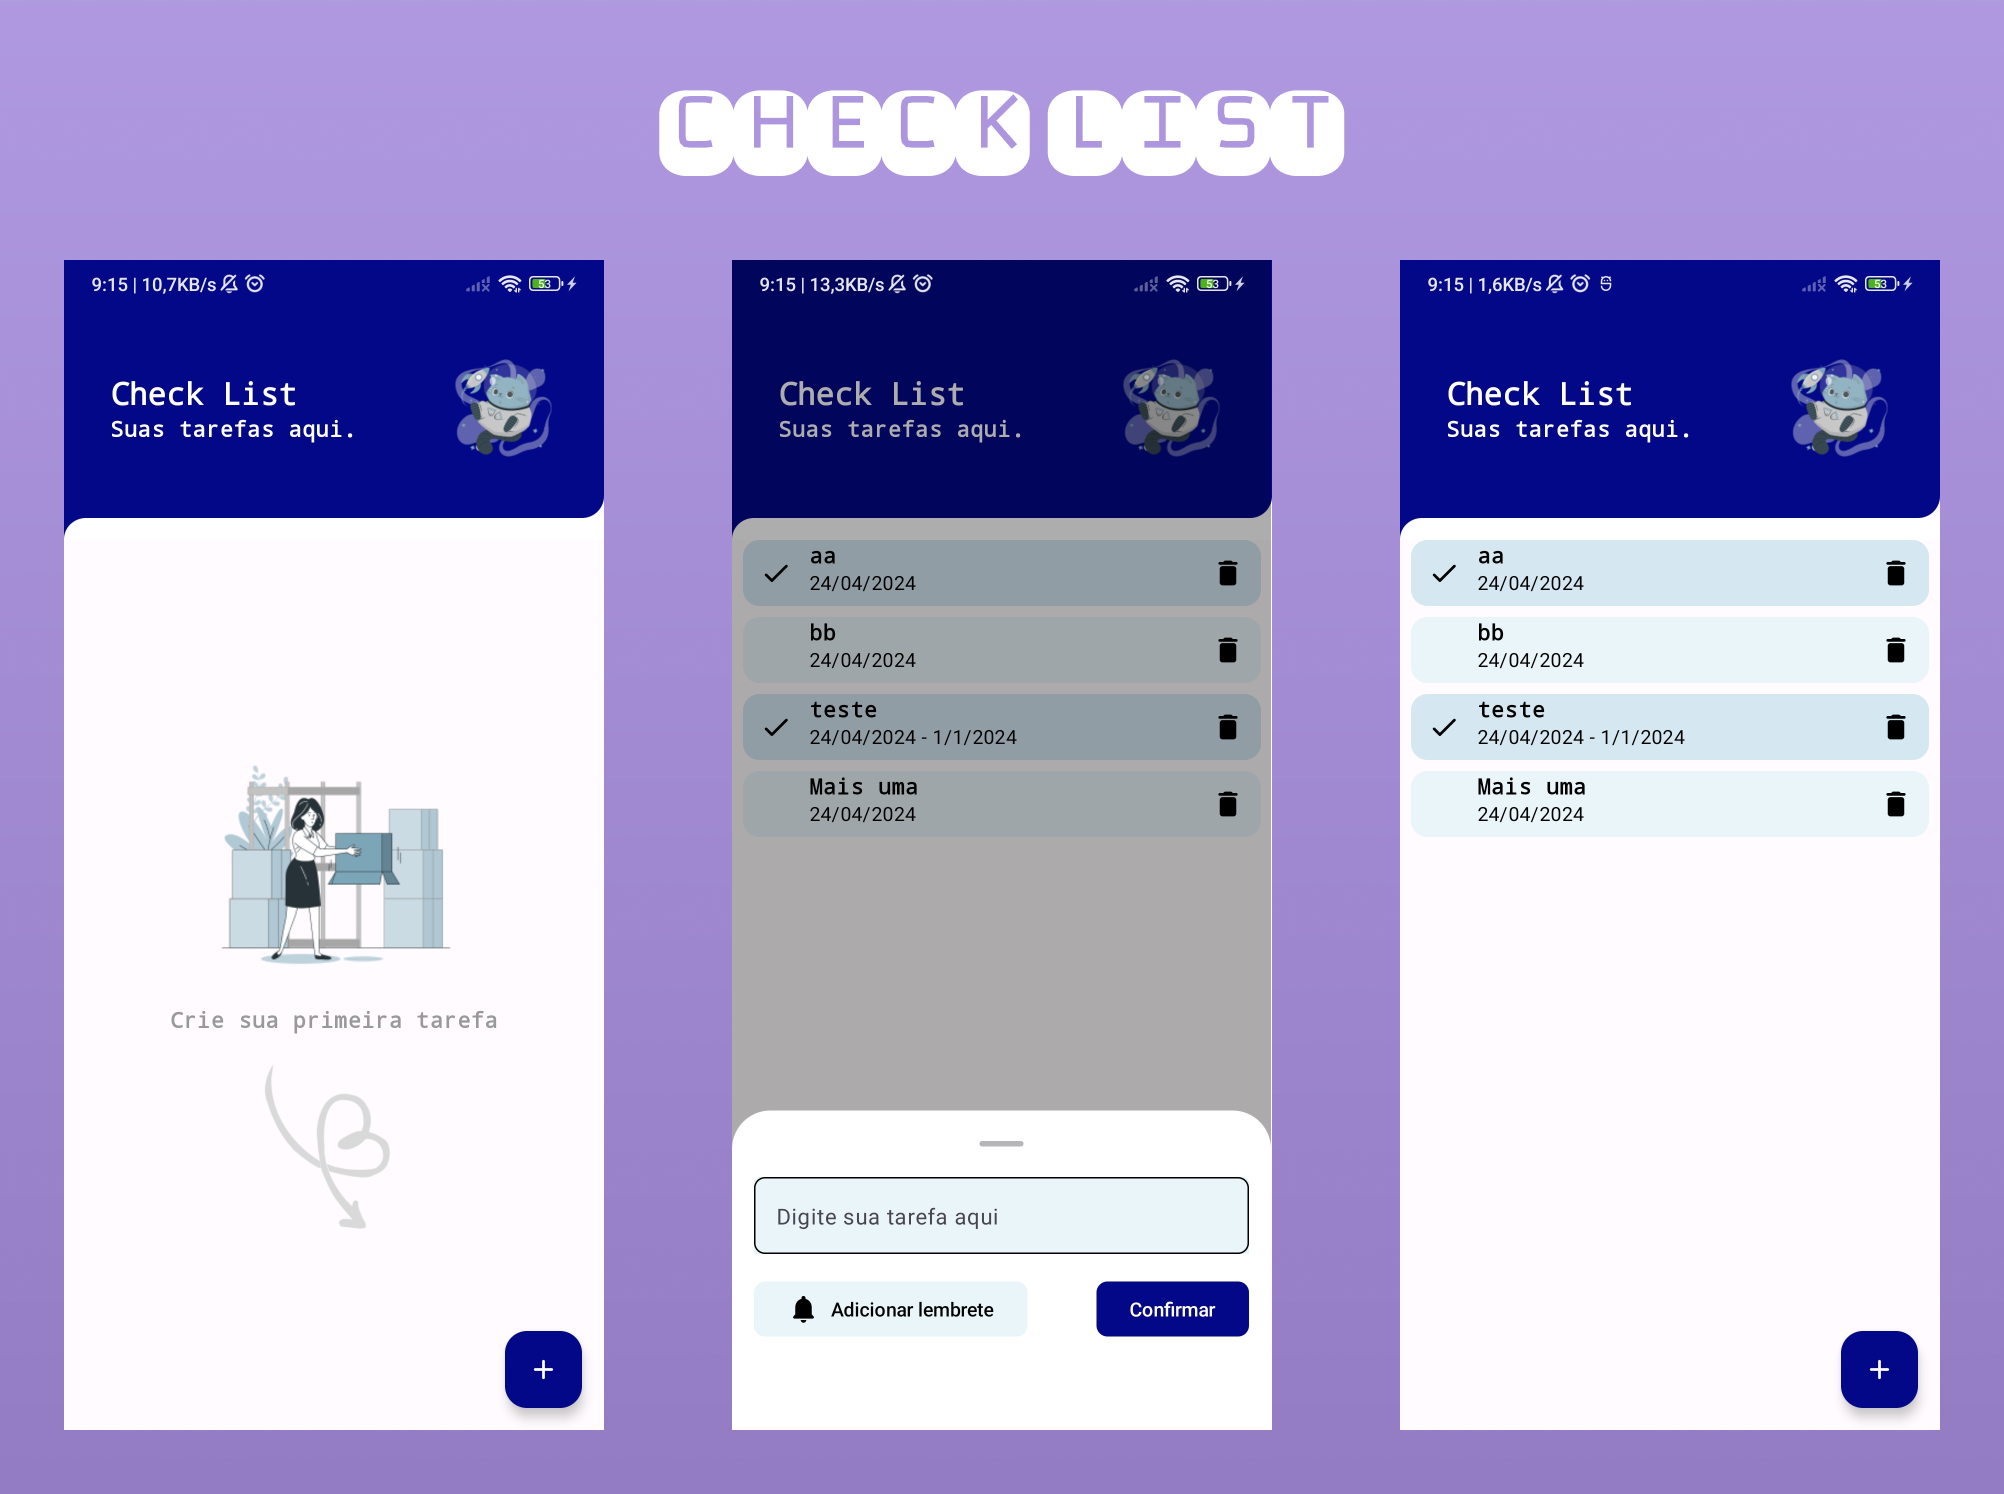 CHECK LIST
9:15 | 10,7KB/s 53
Check List
Suas tarefas aqui.
Crie sua primeira tarefa
+
9:15 | 13,3KB/s 53
Check List
Suas tarefas aqui.
aa
24/04/2024
bb
24/04/2024
teste
24/04/2024 - 1/1/2024
Mais uma
24/04/2024
Digite sua tarefa aqui
Adicionar lembrete
Confirmar
9:15 | 1,6KB/s 53
Check List
Suas tarefas aqui.
aa
24/04/2024
bb
24/04/2024
teste
24/04/2024 - 1/1/2024
Mais uma
24/04/2024
+